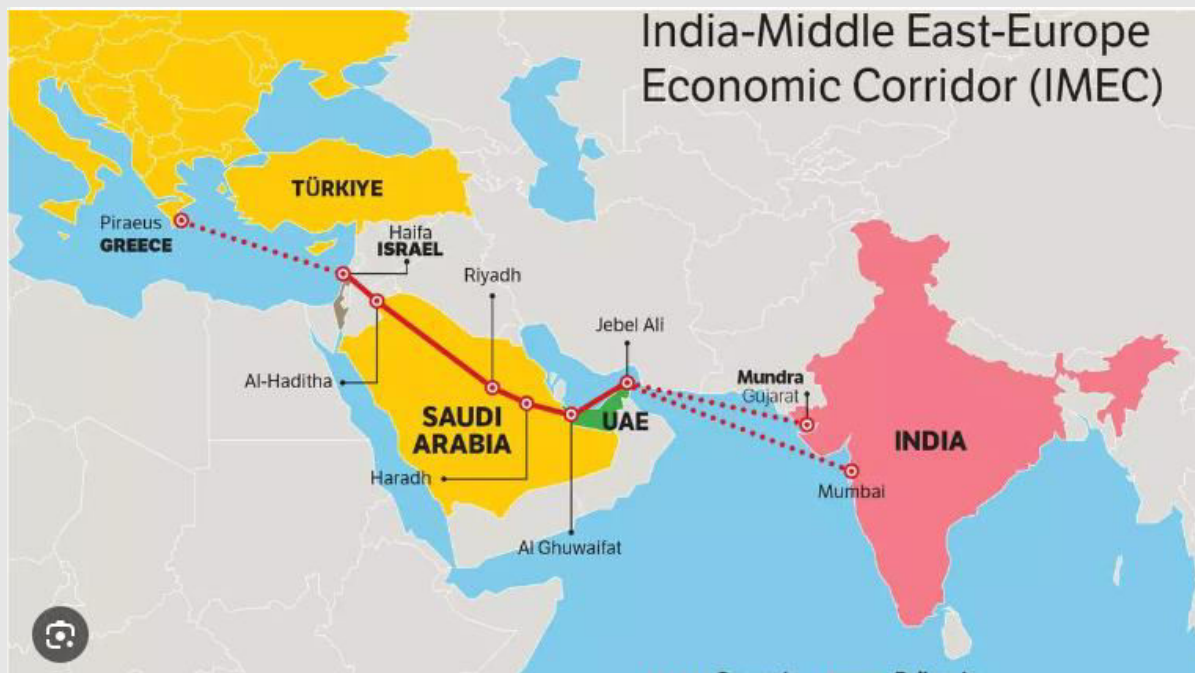 India-Middle East-Europe
Economic Corridor (IMEC)
TÜRKIYE
Piraeus
GREECE
Haifa
ISRAEL
Riyadh
Jebel Ali
Al-Haditha
Mundra
Gujarat
SAUDI
ARABIA
UAE
INDIA
Haradh
Mumbai
Al Ghuwaifat